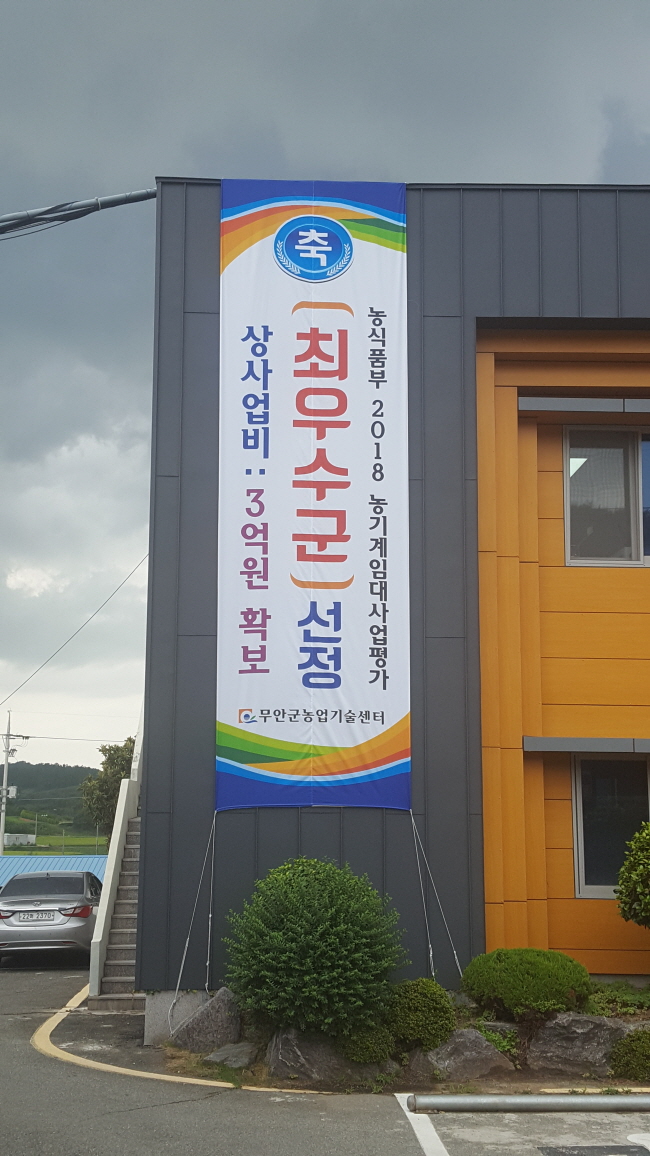 축
농식품부 2018 농기계임대사업평가
(최우수군) 선정
상사업비 : 3억원 확보
무안군농업기술센터